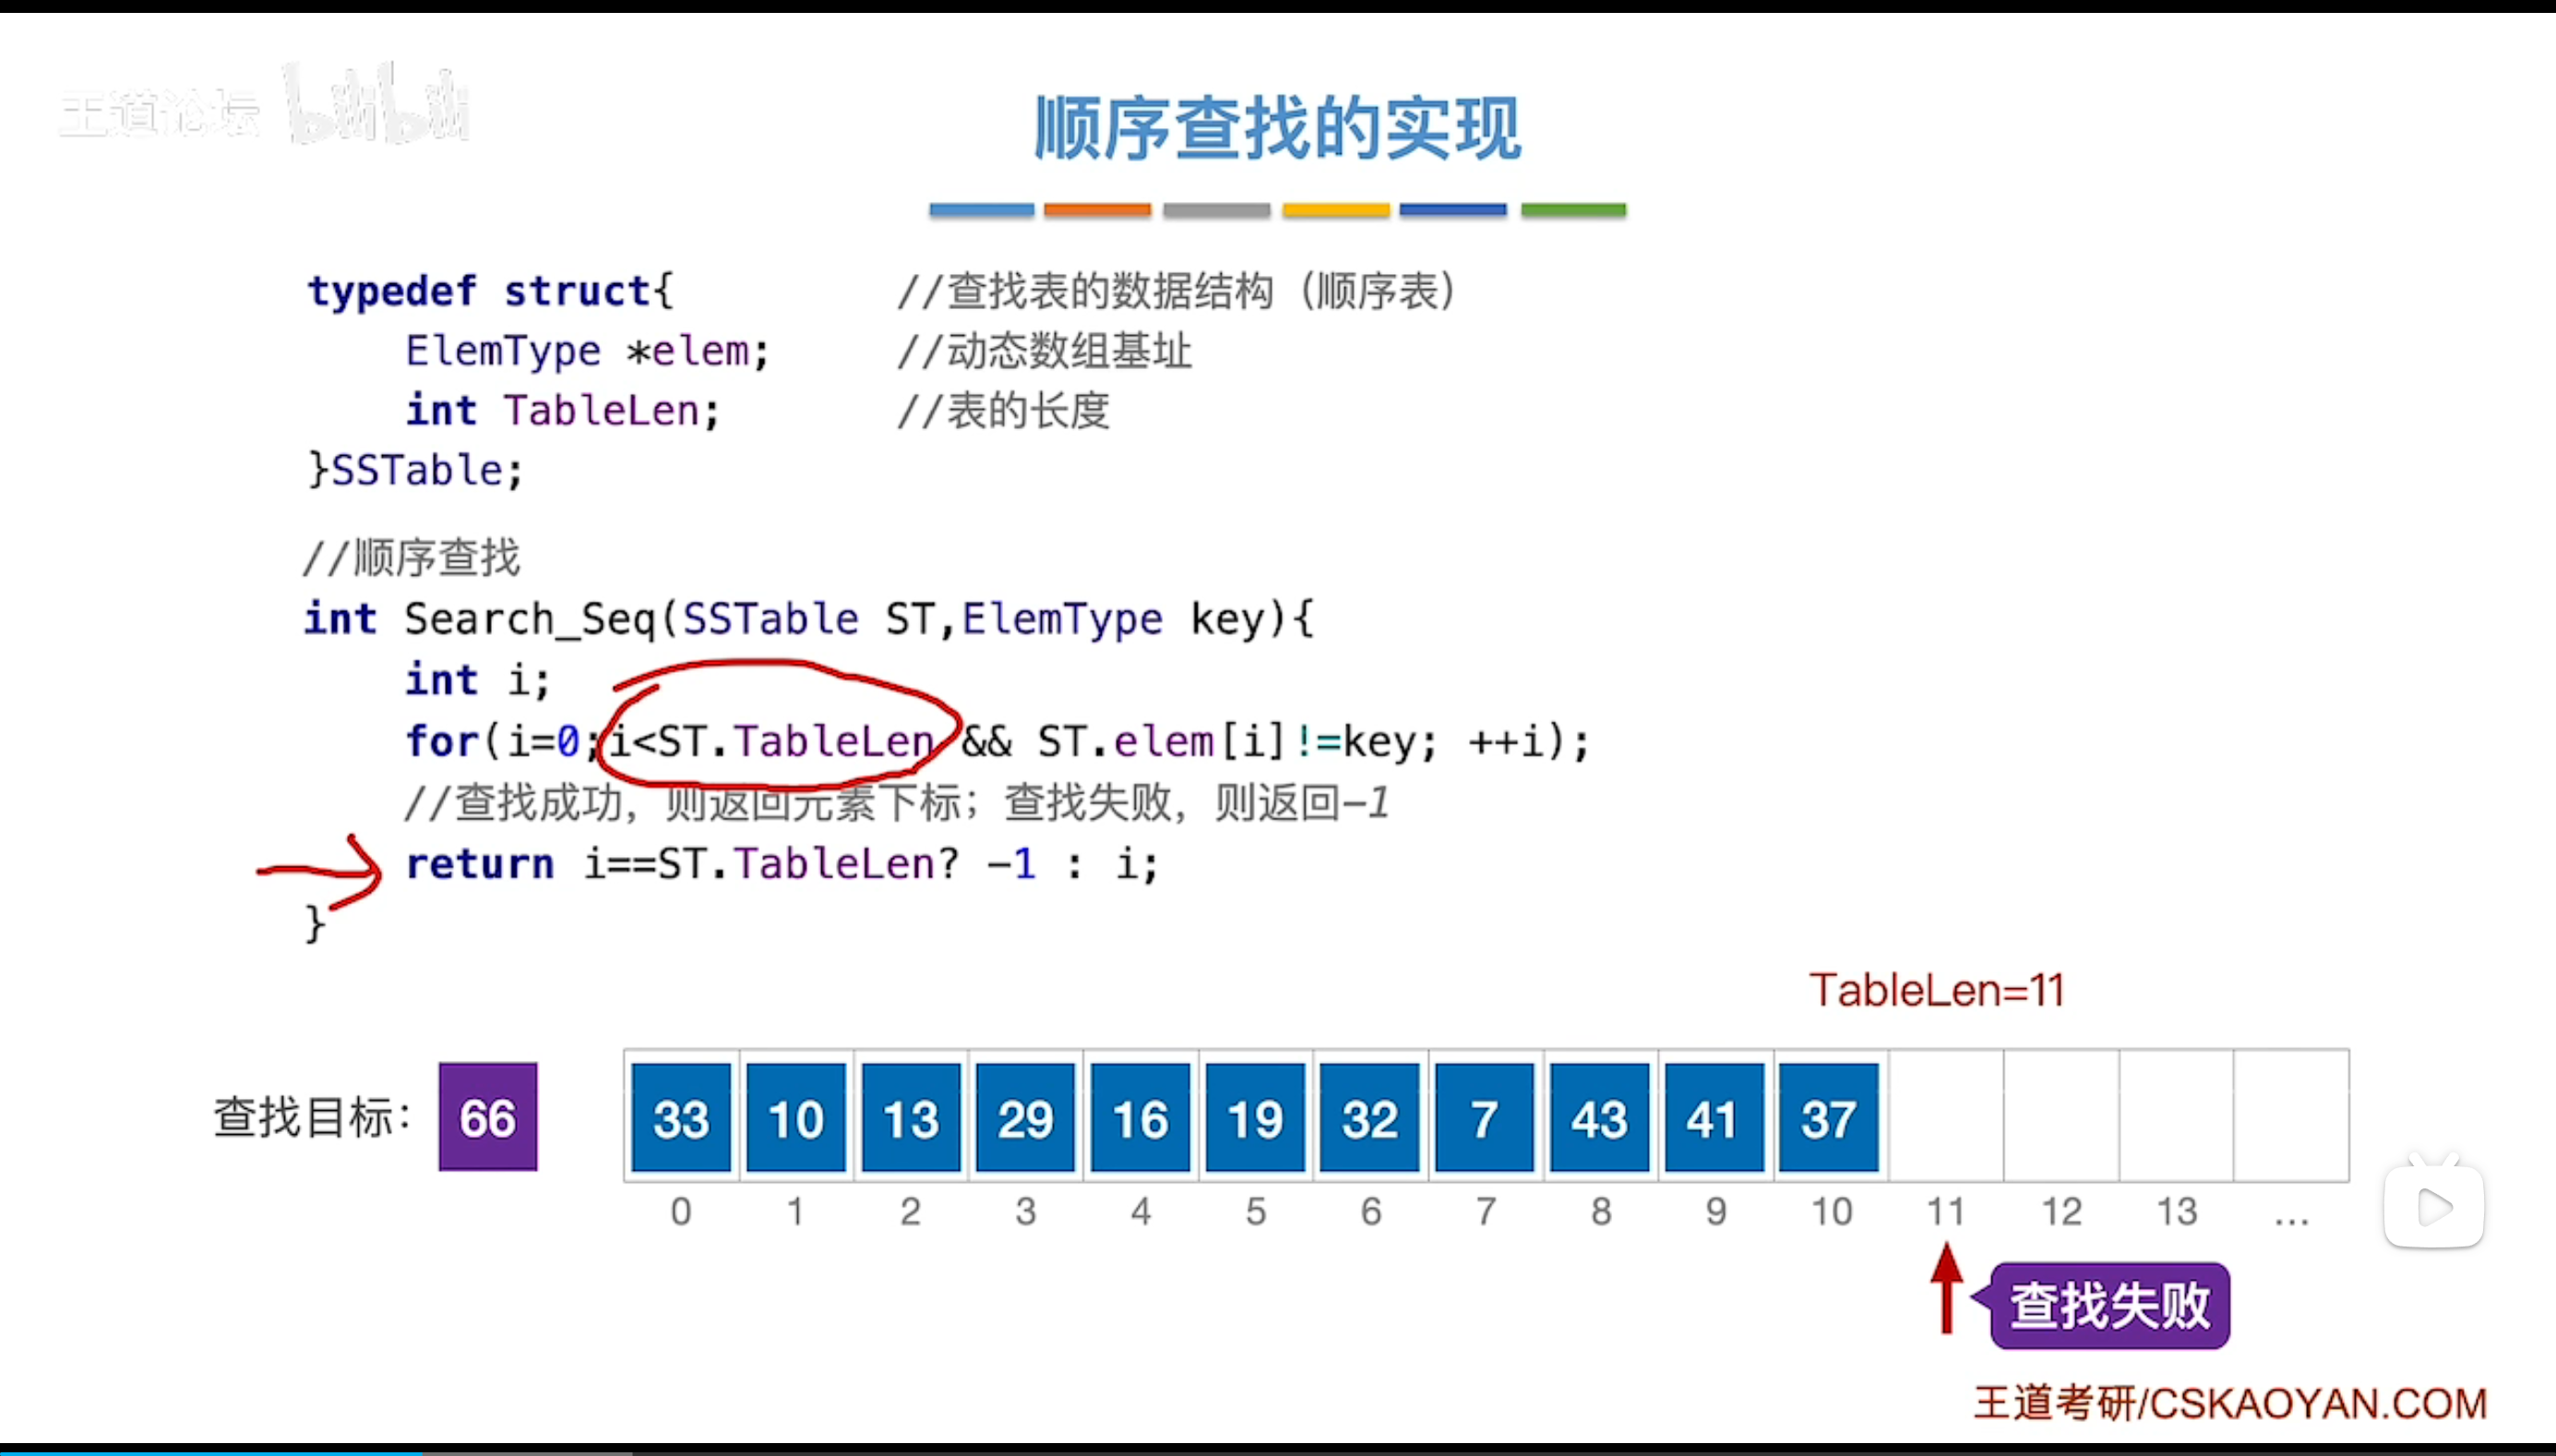 王道论坛 bilibili
顺序查找的实现
typedef struct{ //查找表的数据结构（顺序表）
ElemType *elem; //动态数组基址
int TableLen; //表的长度
}SSTable;
//顺序查找
int Search_Seq(SSTable ST,ElemType key){
int i;
for(i=0;i<ST.TableLen && ST.elem[i]!=key; ++i);
//查找成功，则返回元素下标；查找失败，则返回-1
return i==ST.TableLen? -1 : i;
}
TableLen=11
查找目标： 66 33 10 13 29 16 19 32 7 43 41 37
0 1 2 3 4 5 6 7 8 9 10 11 12 13 ...
查找失败
王道考研/CSKAOYAN.COM